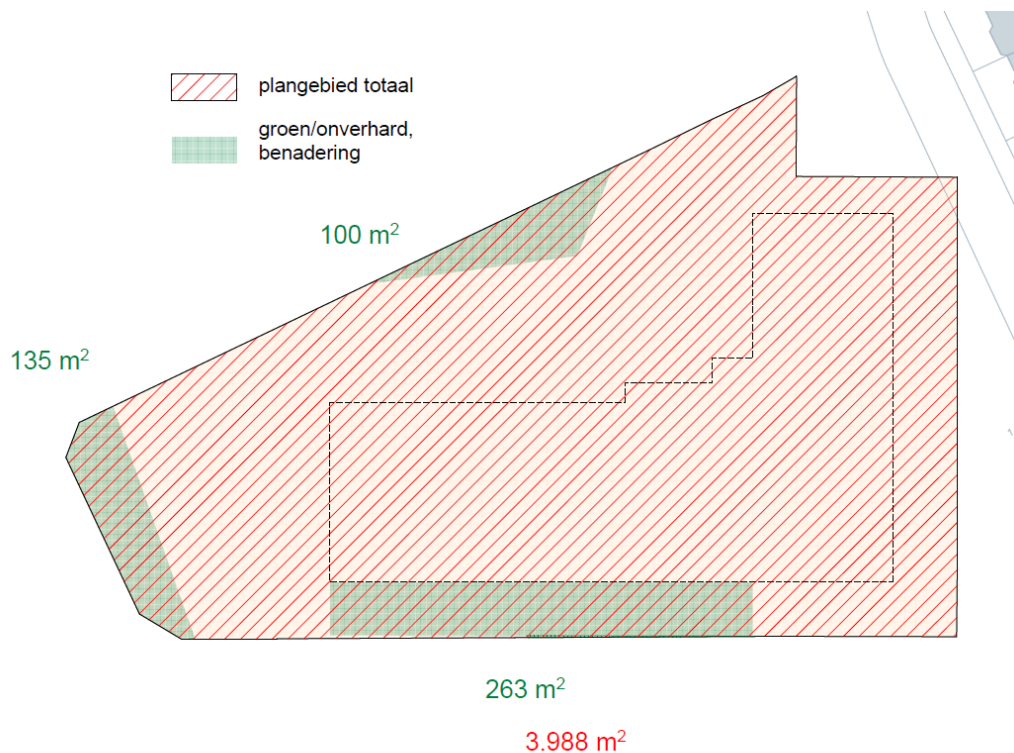 plangebied totaal
groen/onverhard,
benadering
100 m²
135 m²
263 m²
3.988 m²